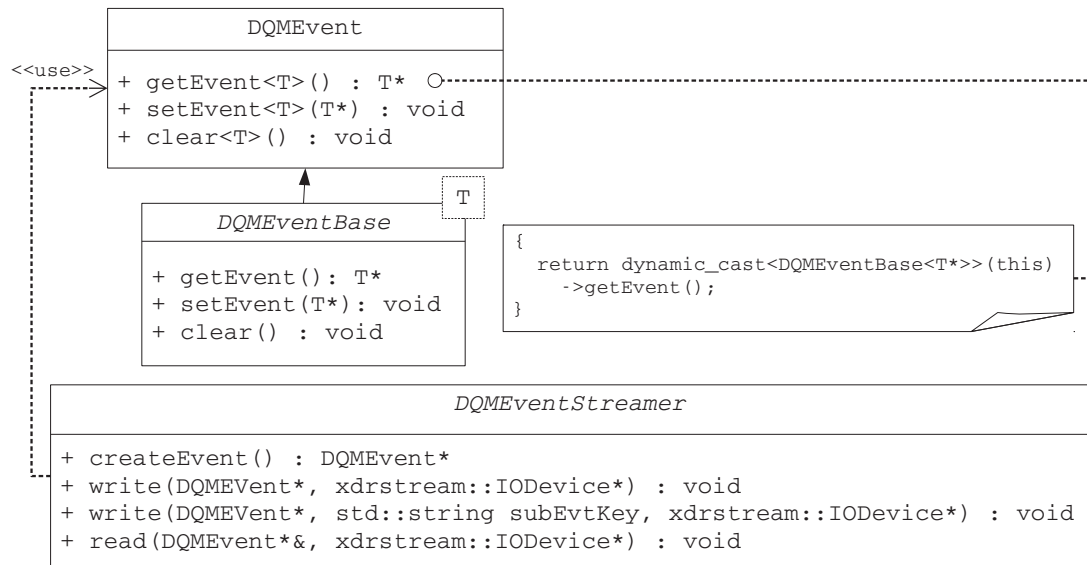 DQMEvent
<<use>>
+ getEvent<T>() : T*
+ setEvent<T>(T*) : void
+ clear<T>() : void
T
DQMEventBase
+ getEvent(): T*
+ setEvent(T*): void
+ clear() : void
{
return dynamic_cast<DQMEventBase<T*>>(this)
->getEvent();
}
DQMEventStreamer
+ createEvent() : DQMEvent*
+ write(DQMEVent*, xdrstream::IODevice*) : void
+ write(DQMEVent*, std::string subEvtKey, xdrstream::IODevice*) : void
+ read(DQMEvent*&, xdrstream::IODevice*) : void